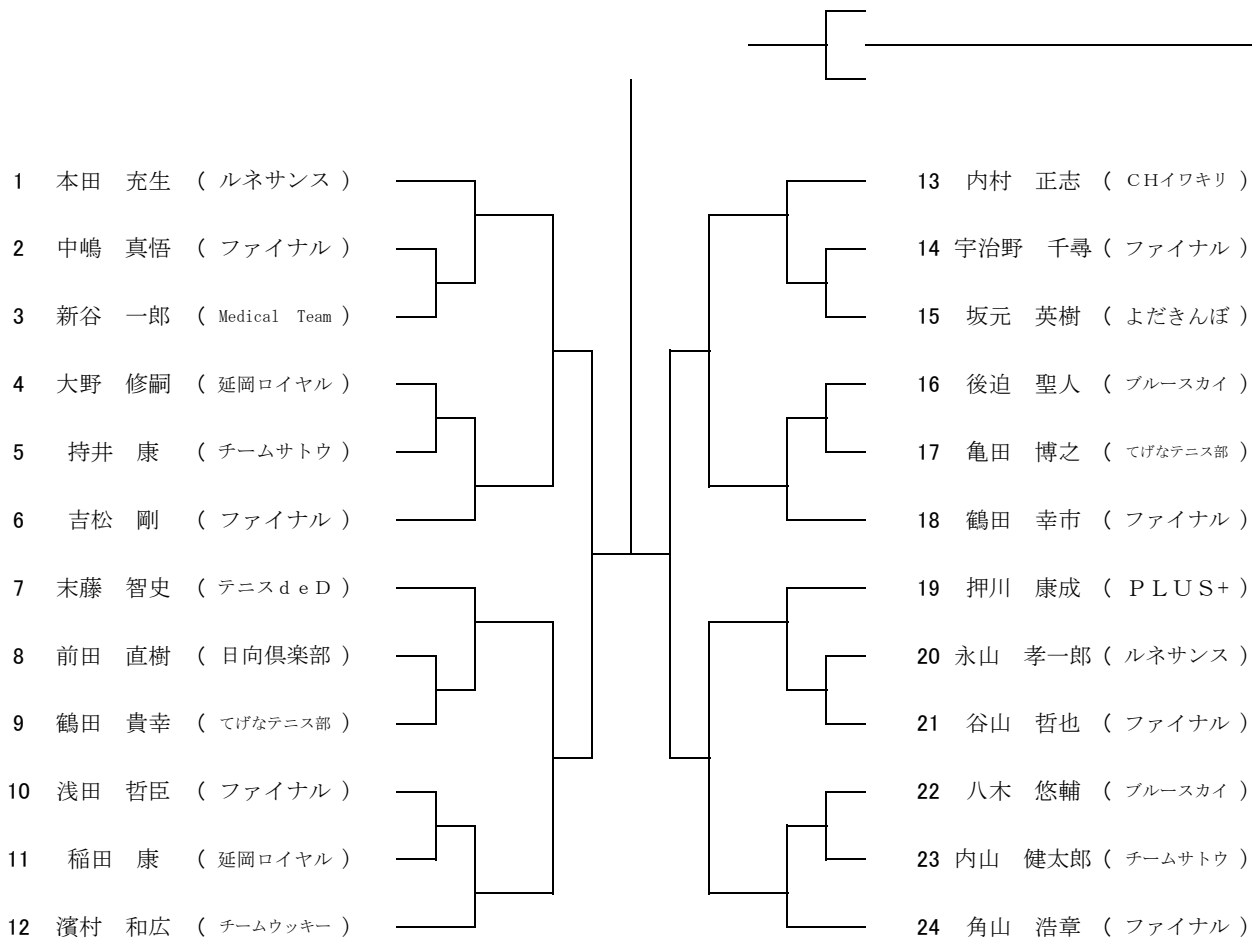 1 本田 充生 ( ルネサンス )
2 中嶋 真悟 ( ファイナル )
3 新谷 一郎 ( Medical Team )
4 大野 修嗣 ( 延岡ロイヤル )
5 持井 康 ( チームサトウ )
6 吉松 剛 ( ファイナル )
7 末藤 智史 ( テニスｄｅＤ )
8 前田 直樹 ( 日向倶楽部 )
9 鶴田 貴幸 ( てげなテニス部 )
10 浅田 哲臣 ( ファイナル )
11 稲田 康 ( 延岡ロイヤル )
12 濱村 和広 ( チームウッキー )
13 内村 正志 ( ＣＨイワキリ )
14 宇治野 千尋 ( ファイナル )
15 坂元 英樹 ( よだきんぼ )
16 後迫 聖人 ( ブルースカイ )
17 亀田 博之 ( てげなテニス部 )
18 鶴田 幸市 ( ファイナル )
19 押川 康成 ( ＰＬＵＳ+ )
20 永山 孝一郎 ( ルネサンス )
21 谷山 哲也 ( ファイナル )
22 八木 悠輔 ( ブルースカイ )
23 内山 健太郎 ( チームサトウ )
24 角山 浩章 ( ファイナル )